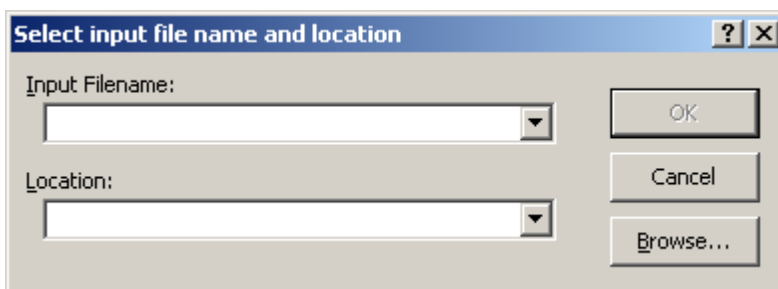 Select input file name and location
?
Input Filename:
OK
Location:
Cancel
Browse...